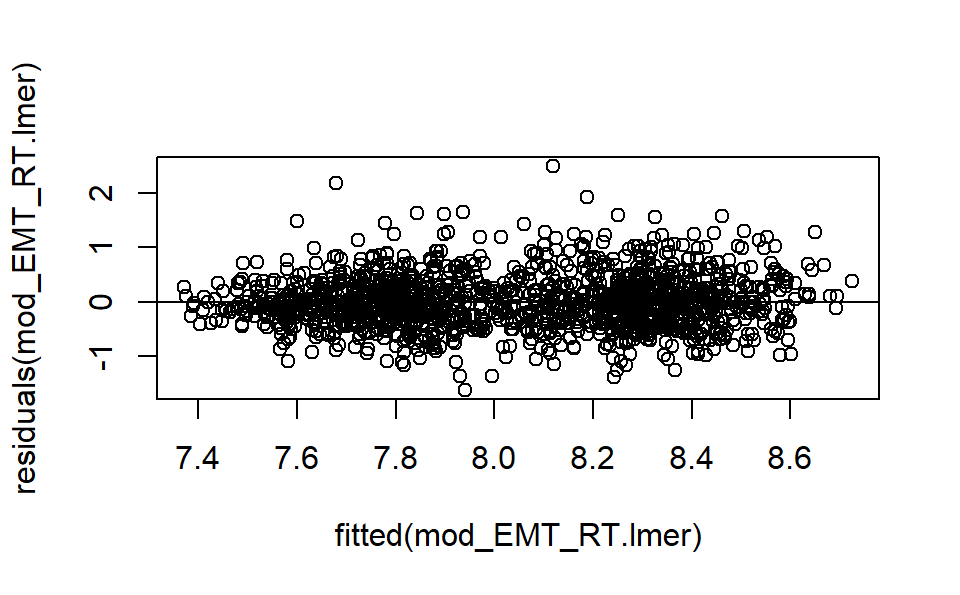 residuals(mod_EMT_RT.lmer)
2
1
0
-1
7.4 7.6 7.8 8.0 8.2 8.4 8.6
fitted(mod_EMT_RT.lmer)